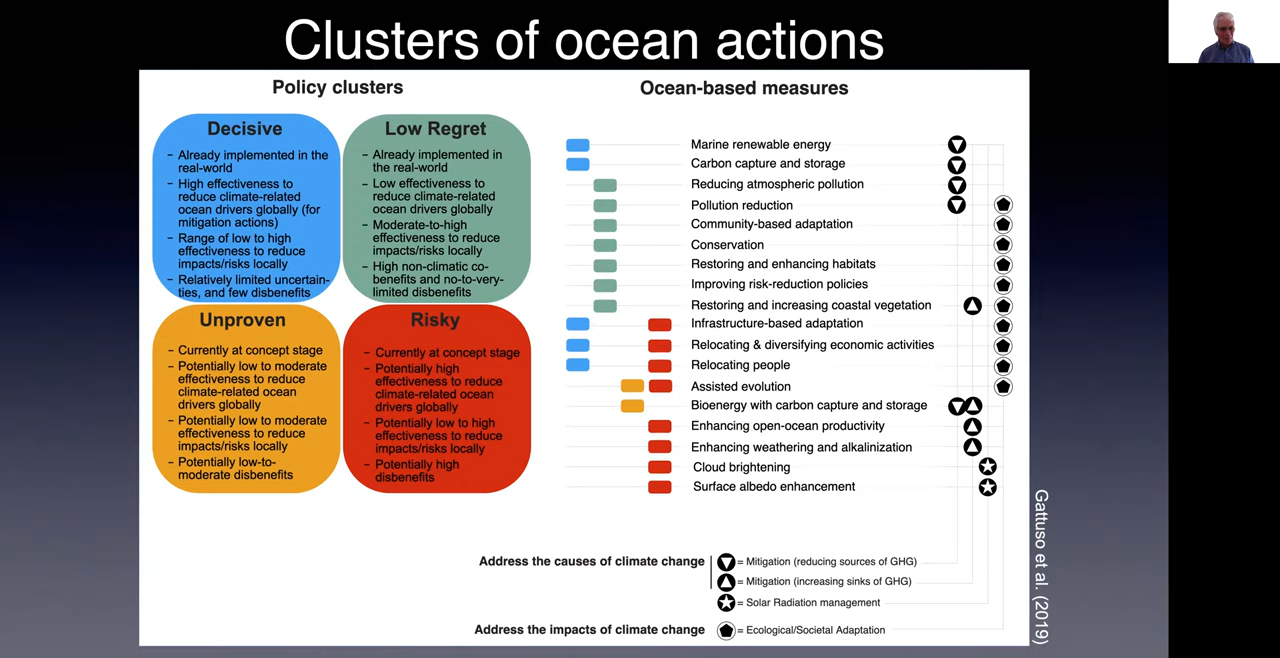 Clusters of ocean actions
Policy clusters
Decisive
– Already implemented in the
real-world
– High effectiveness to
reduce climate-related
ocean drivers globally (for
mitigation actions)
– Range of low to high
effectiveness to reduce
impacts/risks locally
– Relatively limited uncertain-
ties, and few disbenefits
Low Regret
– Already implemented in
the real-world
– Low effectiveness to
reduce climate-related
ocean drivers globally
– Moderate-to-high
effectiveness to reduce
impacts/risks locally
– High non-climatic co-
benefits and no-to-very-
limited disbenefits
Unproven
– Currently at concept stage
– Potentially low to moderate
effectiveness to reduce
climate-related ocean
drivers globally
– Potentially low to moderate
effectiveness to reduce
impacts/risks locally
– Potentially low-to-
moderate disbenefits
Risky
– Currently at concept stage
– Potentially high
effectiveness to reduce
climate-related ocean
drivers globally
– Potentially low to high
effectiveness to reduce
impacts/risks locally
– Potentially high
disbenefits
Ocean-based measures
Marine renewable energy
Carbon capture and storage
Reducing atmospheric pollution
Pollution reduction
Community-based adaptation
Conservation
Restoring and enhancing habitats
Improving risk-reduction policies
Restoring and increasing coastal vegetation
Infrastructure-based adaptation
Relocating & diversifying economic activities
Relocating people
Assisted evolution
Bioenergy with carbon capture and storage
Enhancing open-ocean productivity
Enhancing weathering and alkalinization
Cloud brightening
Surface albedo enhancement
Address the causes of climate change
= Mitigation (reducing sources of GHG)
= Mitigation (increasing sinks of GHG)
= Solar Radiation management
Address the impacts of climate change
= Ecological/Societal Adaptation
Gattuso et al. (2019)